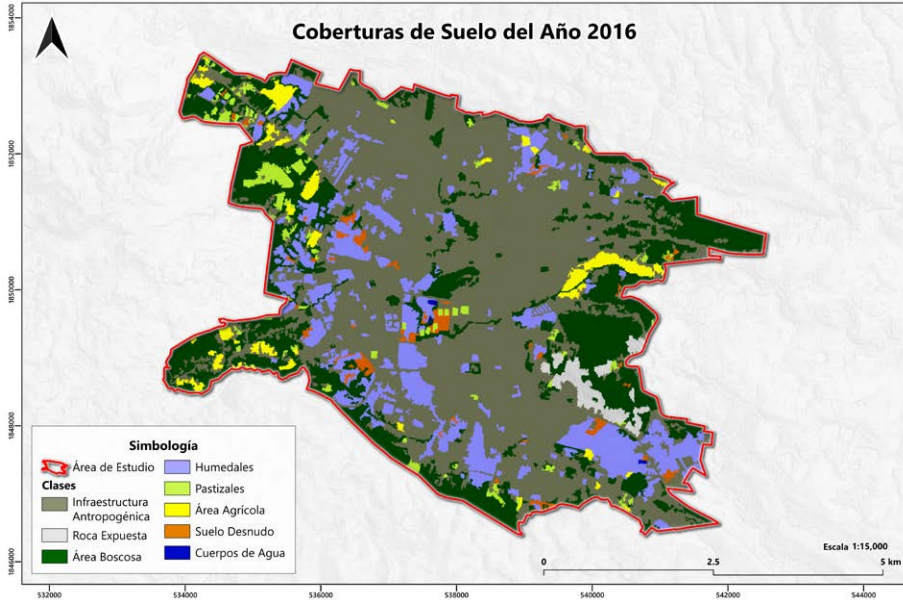 Coberturas de Suelo del Año 2016
1854000
1852000
1850000
1848000
1846000
Simbología
Área de Estudio
Clases
Infraestructura
Antropogénica
Roca Expuesta
Área Boscosa
Humedales
Pastizales
Área Agrícola
Suelo Desnudo
Cuerpos de Agua
Escala 1:15,000
0 2.5 5 km
532000 534000 536000 538000 540000 542000 544000